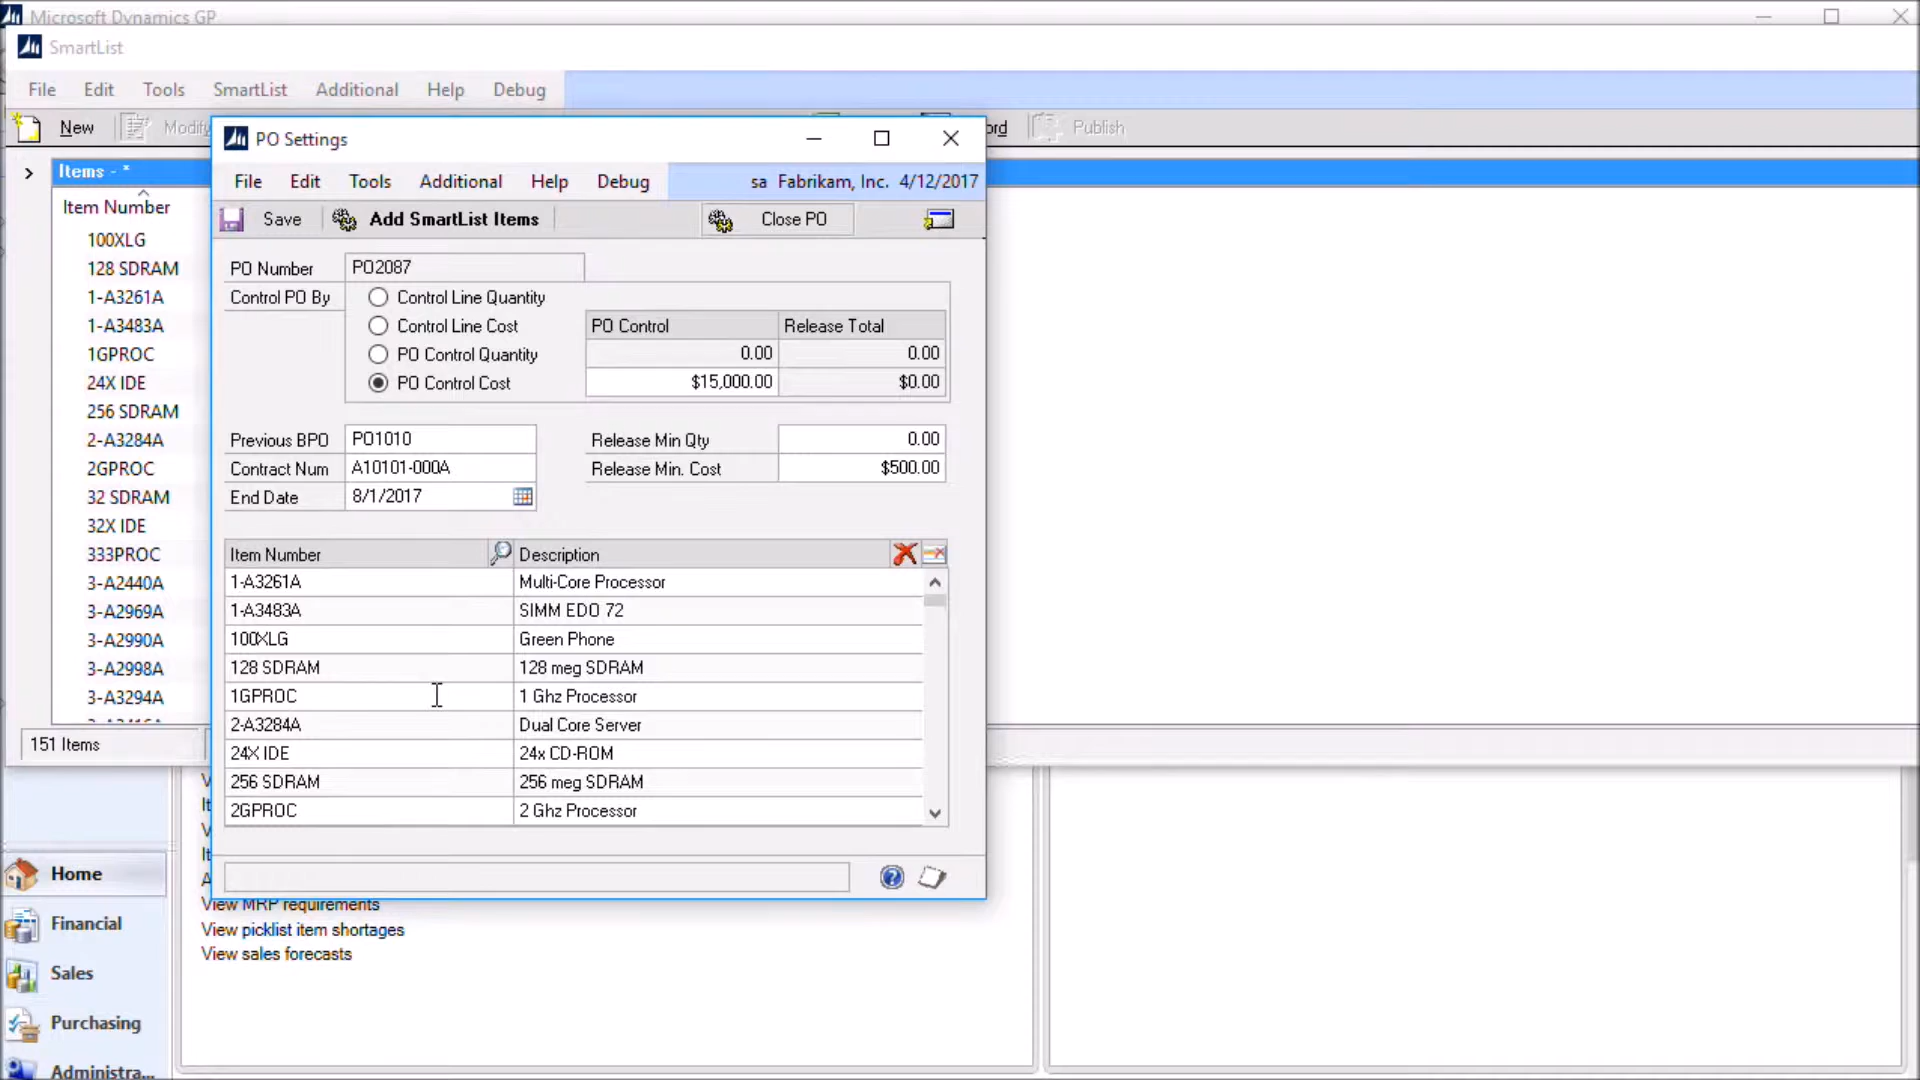 Microsoft Dynamics GP
SmartList
File Edit Tools SmartList Additional Help Debug
New Modify Publish
Items - *
Item Number
100XLG
128 SDRAM
1-A3261A
1-A3483A
1GPROC
24X IDE
256 SDRAM
2-A3284A
2GPROC
32 SDRAM
32X IDE
333PROC
3-A2440A
3-A2969A
3-A2990A
3-A2998A
3-A3294A
151 Items
PO Settings
File Edit Tools Additional Help Debug sa Fabrikam, Inc. 4/12/2017
Save Add SmartList Items Close PO
PO Number PO2087
Control PO By Control Line Quantity
Control Line Cost PO Control Release Total
PO Control Quantity 0.00 0.00
PO Control Cost $15,000.00 $0.00
Previous BPO PO1010 Release Min Qty 0.00
Contract Num A10101-000A Release Min. Cost $500.00
End Date 8/1/2017
Item Number Description
1-A3261A Multi-Core Processor
1-A3483A SIMM EDO 72
100XLG Green Phone
128 SDRAM 128 meg SDRAM
1GPROC 1 Ghz Processor
2-A3284A Dual Core Server
24X IDE 24x CD-ROM
256 SDRAM 256 meg SDRAM
2GPROC 2 Ghz Processor
View MRP requirements
View picklist item shortages
View sales forecasts
Home
Financial
Sales
Purchasing
Administra...